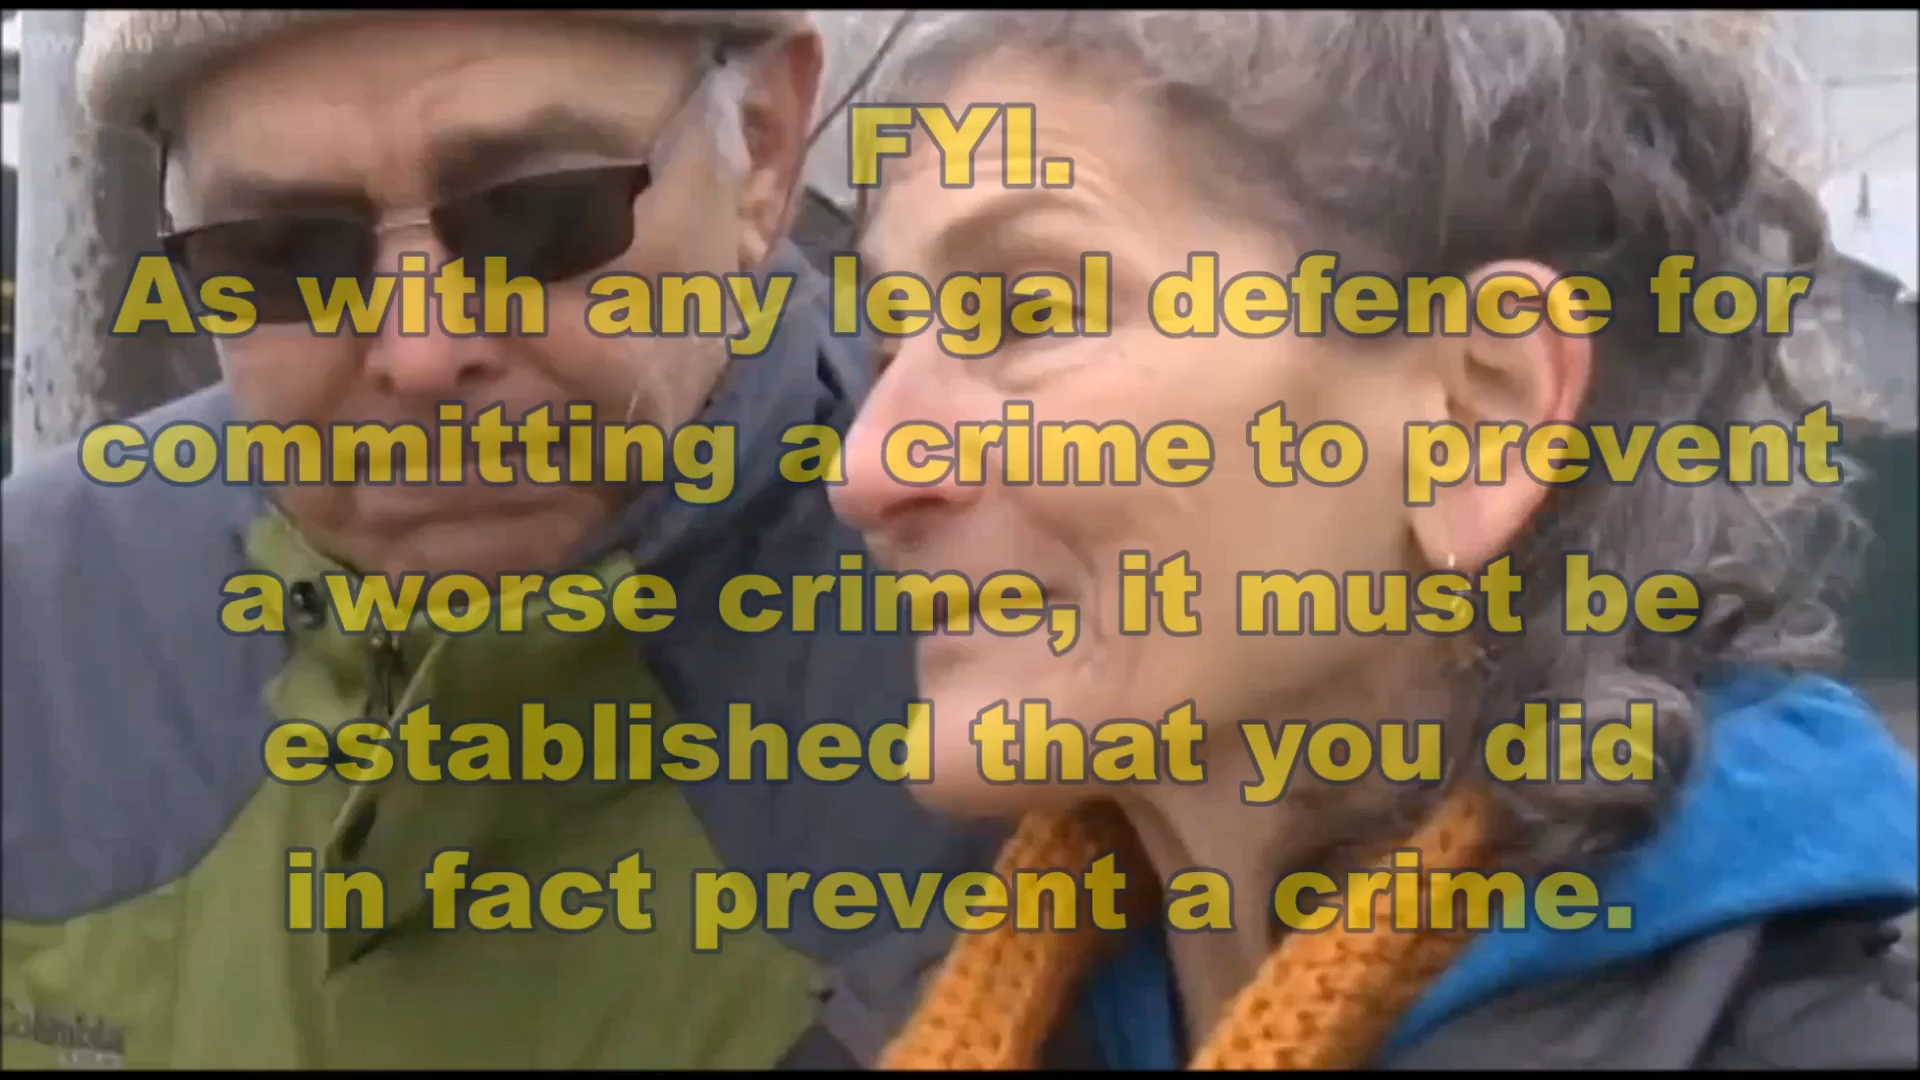 FYI.
As with any legal defence for
committing a crime to prevent
a worse crime, it must be
established that you did
in fact prevent a crime.
Columbia